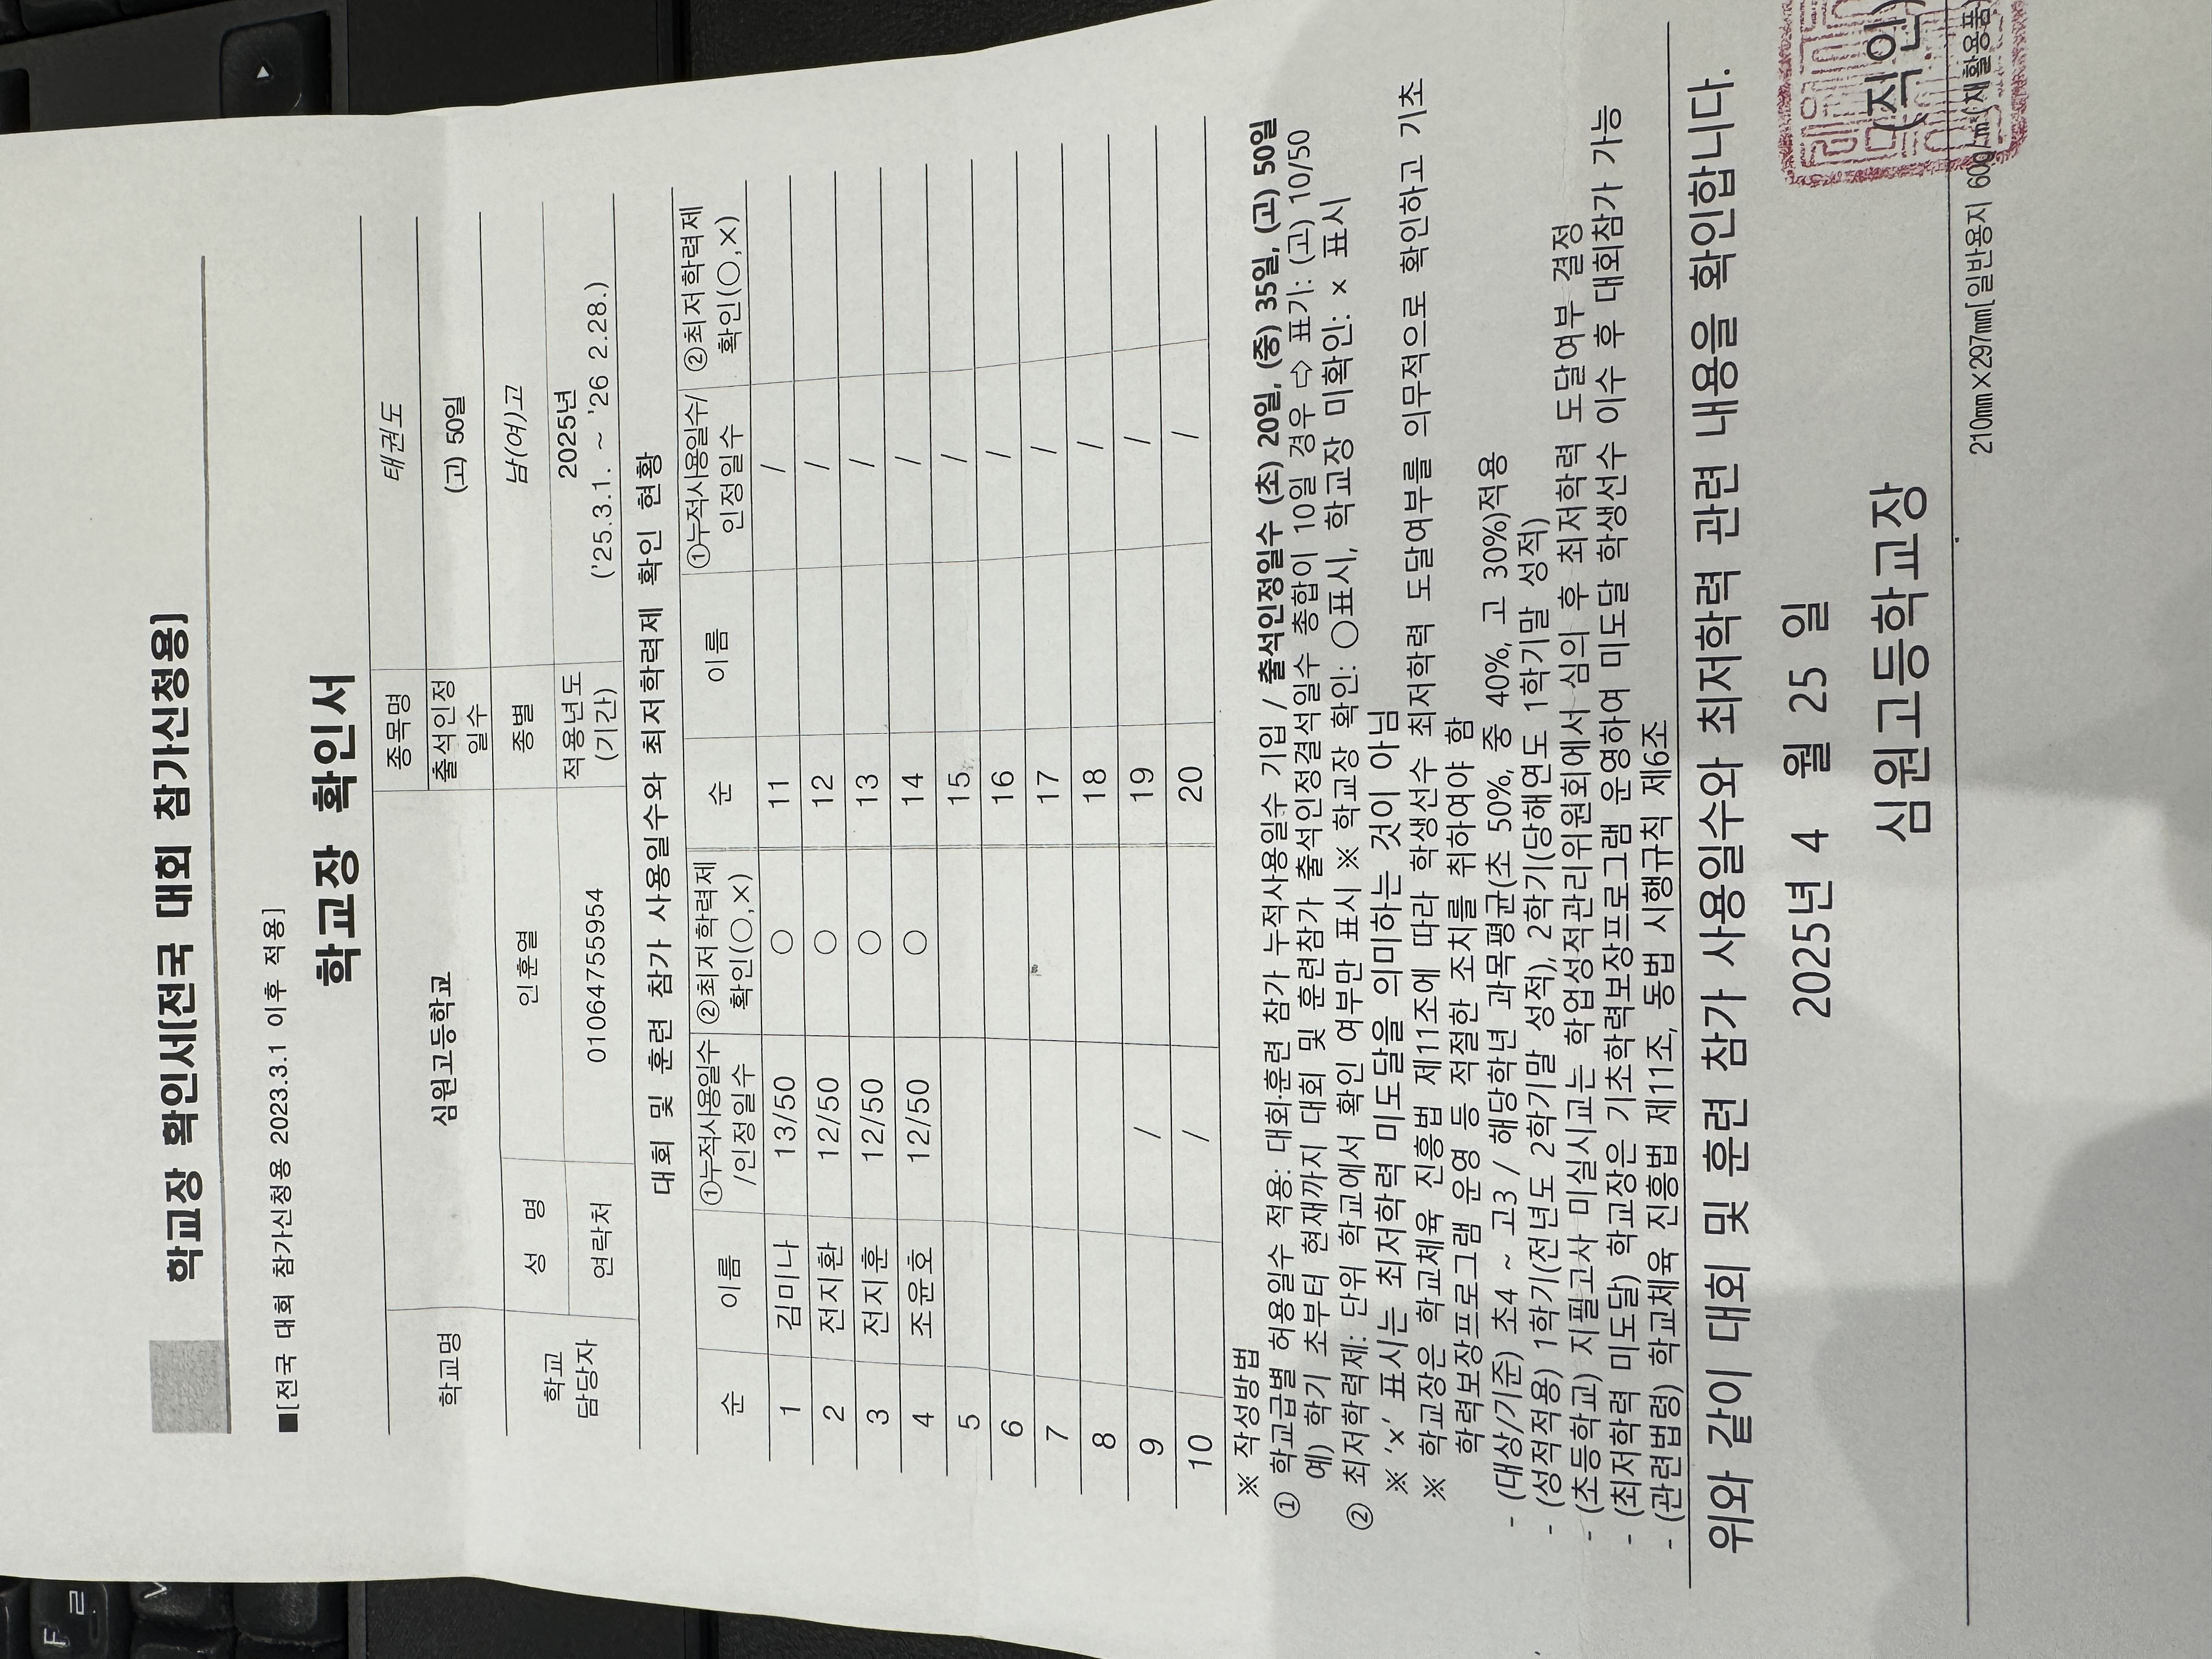 학교장 확인서[전국 대회 참가신청용]
■[전국 대회 참가신청용 2023.3.1 이후 적용]
학교장 확인서
학교명 심원고등학교 종목명 태권도
출석인정 일수 (고) 50일
학교 담당자 성 명 인훈열 종별 남(여)고
연락처 01064755954 적용년도 (기간) 2025년 ('25.3.1. ~ '26 2.28.)
대회 및 훈련 참가 사용일수와 최저학력제 확인 현황
순 이름 ①누적사용일수/인정일수 ②최저학력제 확인(○,×) 순 이름 ①누적사용일수/인정일수 ②최저학력제 확인(○,×)
1 김미나 13/50 ○ 11 /
2 전지환 12/50 ○ 12 /
3 전지훈 12/50 ○ 13 /
4 조윤호 12/50 ○ 14 /
5 15 /
6 16 /
7 17 /
8 18 /
9 / 19 /
10 / 20 /
※ 작성방법
① 학교급별 허용일수 적용: 대회·훈련 참가 누적사용일수 기입 / 출석인정일수 (초) 20일, (중) 35일, (고) 50일
예) 학기 초부터 현재까지 대회 및 훈련참가 출석인정결석일수 총합이 10일 경우 ⇨ 표기: (고) 10/50
② 최저학력제: 단위 학교에서 확인 여부만 표시 ※ 학교장 확인: ○표시, 학교장 미확인: × 표시
※ 'x' 표시는 최저학력 미도달을 의미하는 것이 아님
※ 학교장은 학교체육 진흥법 제11조에 따라 학생선수 최저학력 도달여부를 의무적으로 확인하고 기초
학력보장프로그램 운영 등 적절한 조치를 취하여야 함
- (대상/기준) 초4 ~ 고3 / 해당학년 과목평균(초 50%, 중 40%, 고 30%)적용
- (성적적용) 1학기(전년도 2학기말 성적), 2학기(당해연도 1학기말 성적)
- (초등학교) 지필고사 미실시교는 학업성적관리위원회에서 심의 후 최저학력 도달여부 결정
- (최저학력 미도달) 학교장은 기초학력보장프로그램 운영하여 미도달 학생선수 이수 후 대회참가 가능
- (관련법령) 학교체육 진흥법 제11조, 동법 시행규칙 제6조
위와 같이 대회 및 훈련 참가 사용일수와 최저학력 관련 내용을 확인합니다.
2025년 4 월 25 일
심원고등학교장 (직인)
210㎜×297㎜[일반용지 60g/㎡(재활용품)
F ㄹ
V